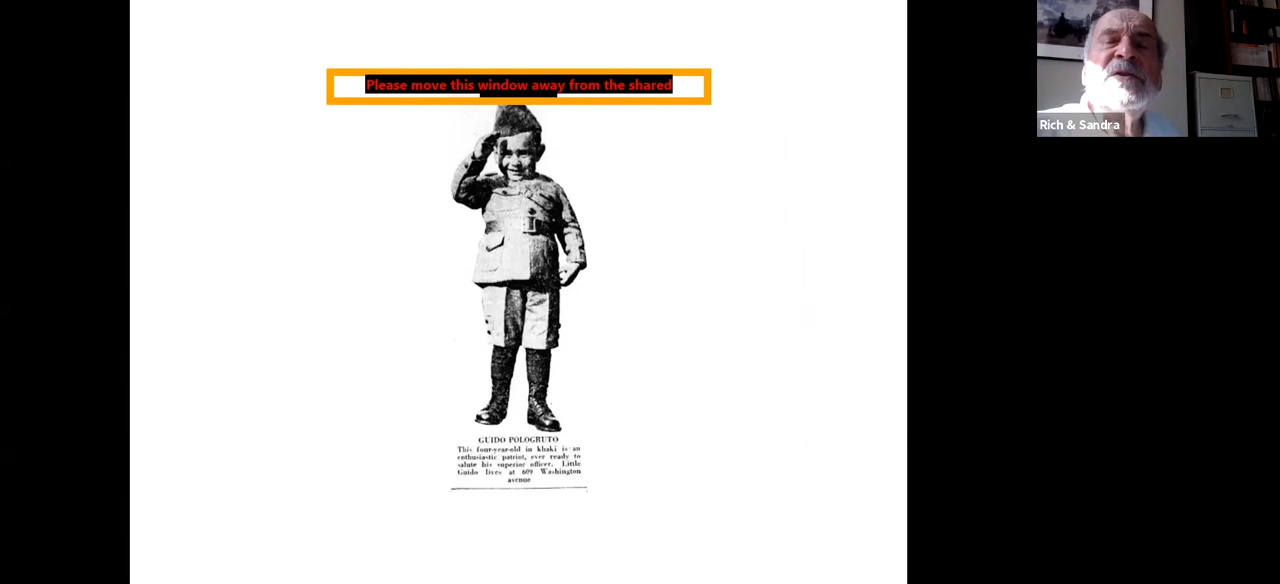 Please move this window away from the shared
Rich & Sandra
GUIDO POLOGRUTO
This four-year-old in khaki is an
enthusiastic patriot, ever ready to
salute his superior officer. Little
Guido lives at 609 Washington
avenue